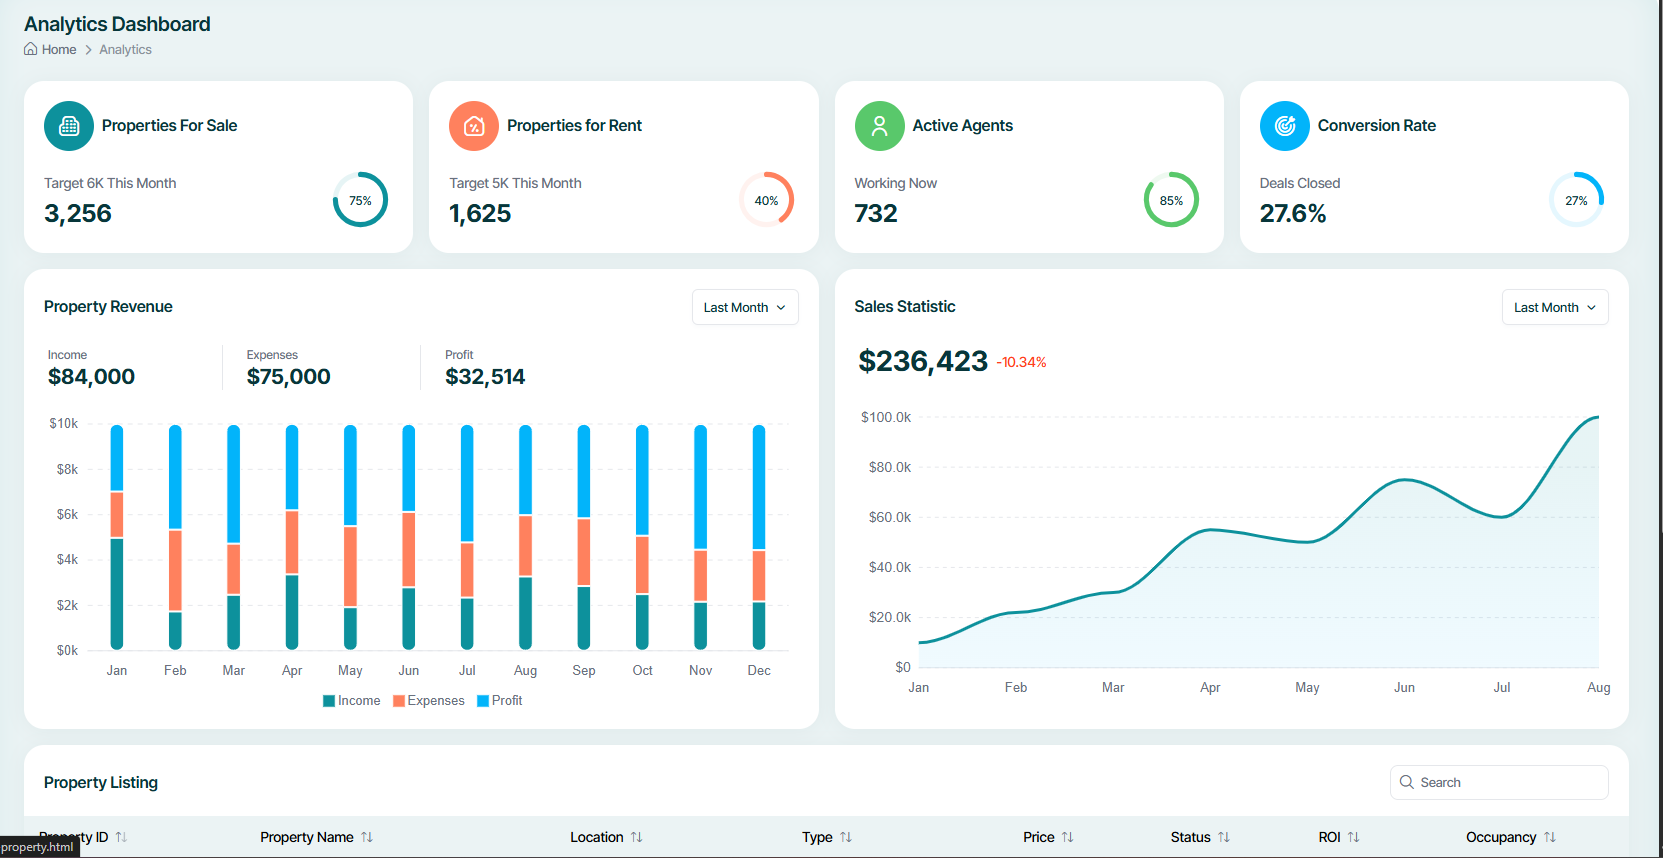 Analytics Dashboard
Home > Analytics
Properties For Sale
Target 6K This Month
3,256
75%
Properties for Rent
Target 5K This Month
1,625
40%
Active Agents
Working Now
732
85%
Conversion Rate
Deals Closed
27.6%
27%
Property Revenue
Last Month
Income
$84,000
Expenses
$75,000
Profit
$32,514
$10k
$8k
$6k
$4k
$2k
$0k
Jan Feb Mar Apr May Jun Jul Aug Sep Oct Nov Dec
Income Expenses Profit
Sales Statistic
Last Month
$236,423 -10.34%
$100.0k
$80.0k
$60.0k
$40.0k
$20.0k
$0
Jan Feb Mar Apr May Jun Jul Aug
Property Listing
Search
Property ID Property Name Location Type Price Status ROI Occupancy
property.html